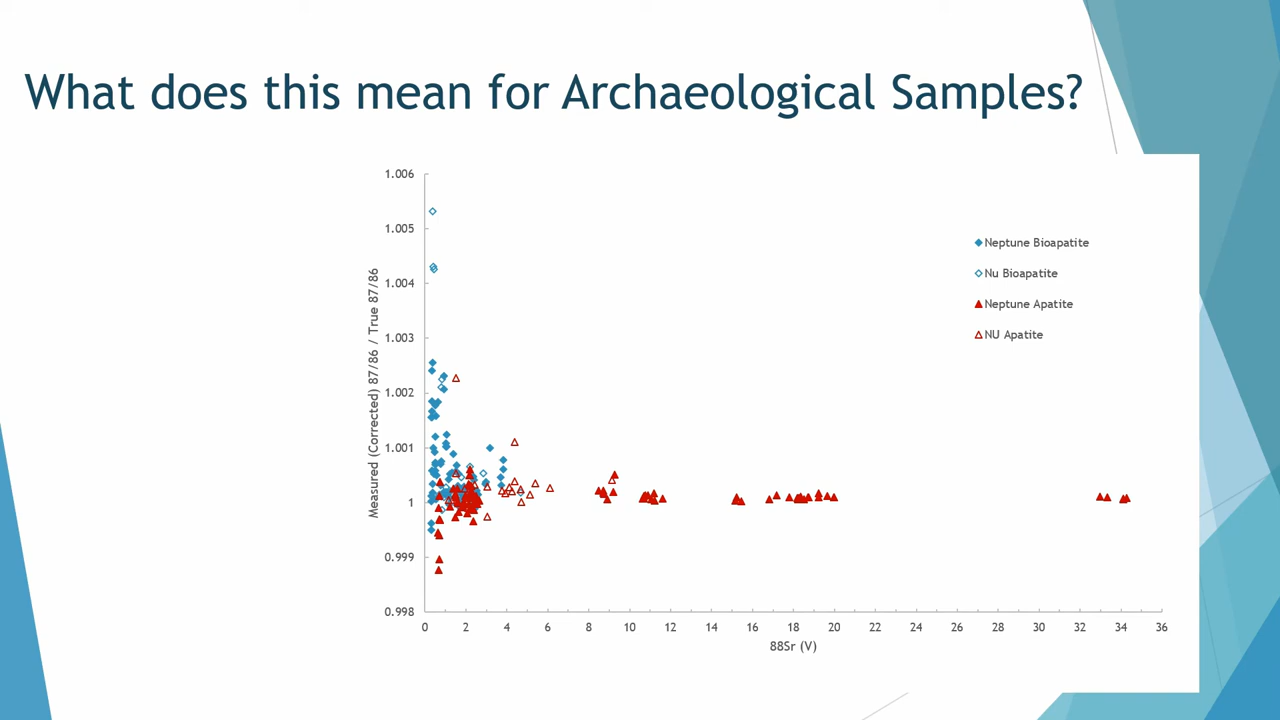 What does this mean for Archaeological Samples?
1.006
1.005
1.004
1.003
1.002
1.001
1
0.999
0.998
Measured (Corrected) 87/86 / True 87/86
Neptune Bioapatite
Nu Bioapatite
Neptune Apatite
NU Apatite
0 2 4 6 8 10 12 14 16 18 20 22 24 26 28 30 32 34 36
88Sr (V)